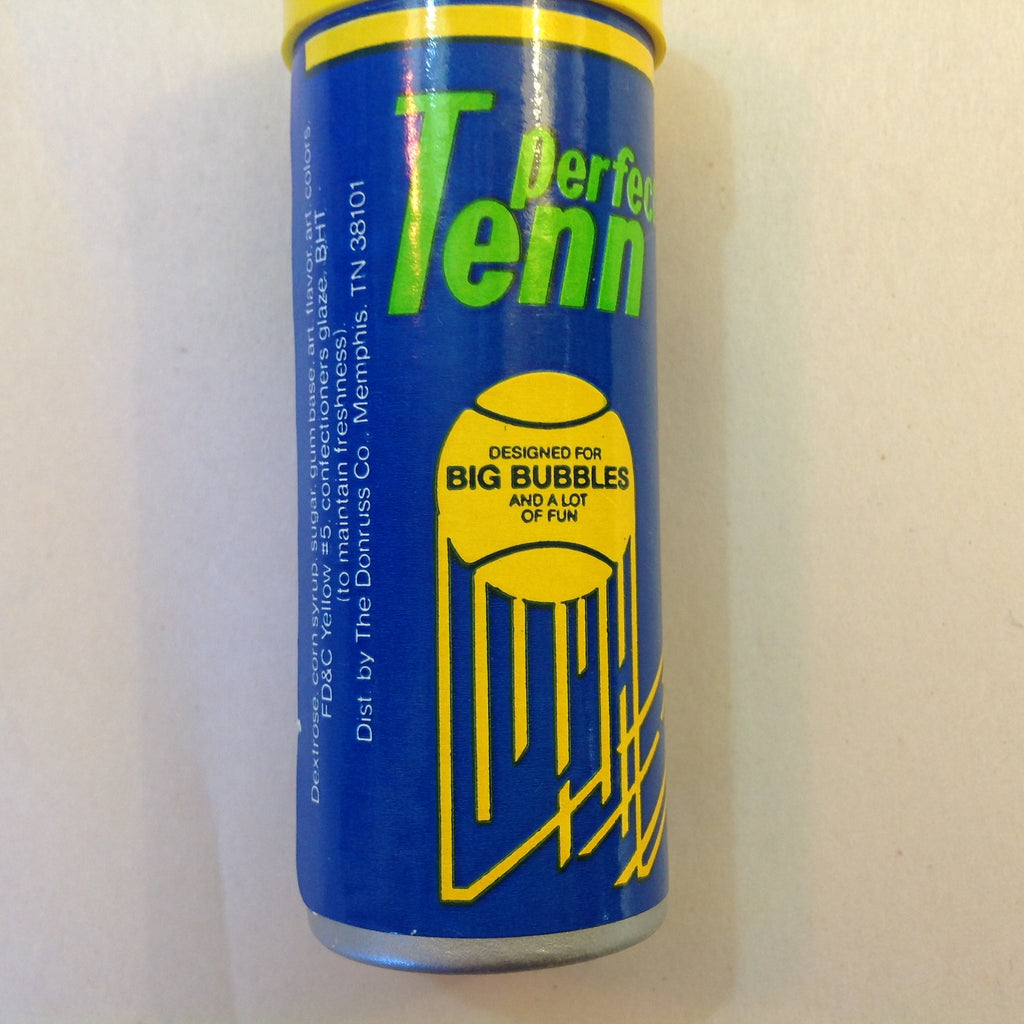 perfec
Tenn
DESIGNED FOR
BIG BUBBLES
AND A LOT
OF FUN
Dextrose, corn syrup, sugar, gum base, art. flavor, art. colors,
FD&C Yellow #5, confectioners glaze, BHT
(to maintain freshness).
Dist. by The Donruss Co., Memphis, TN 38101